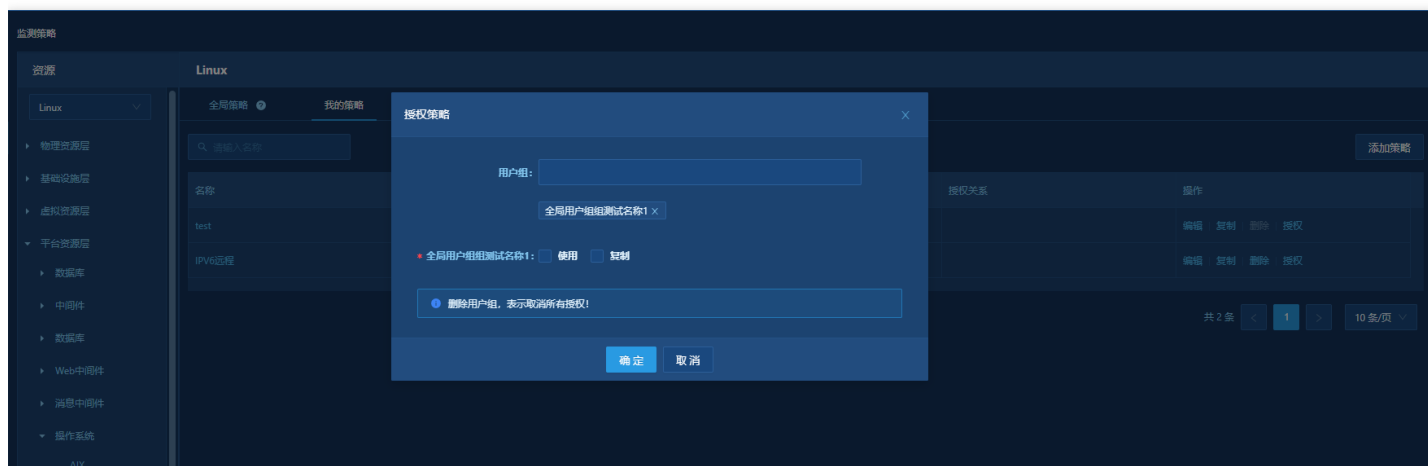 监测策略
资源
Linux
Linux
全局策略
我的策略
授权策略
X
物理资源层
请输入名称
添加策略
用户组：
基础设施层
名称
授权关系
操作
全局用户组组测试名称1 X
虚拟资源层
test
编辑 复制 删除 授权
平台资源层
* 全局用户组组测试名称1： 使用 复制
IPV6远程
编辑 复制 删除 授权
数据库
删除用户组，表示取消所有授权！
中间件
共 2 条 < 1 > 10 条/页
数据库
确 定 取 消
Web中间件
消息中间件
操作系统
AIX